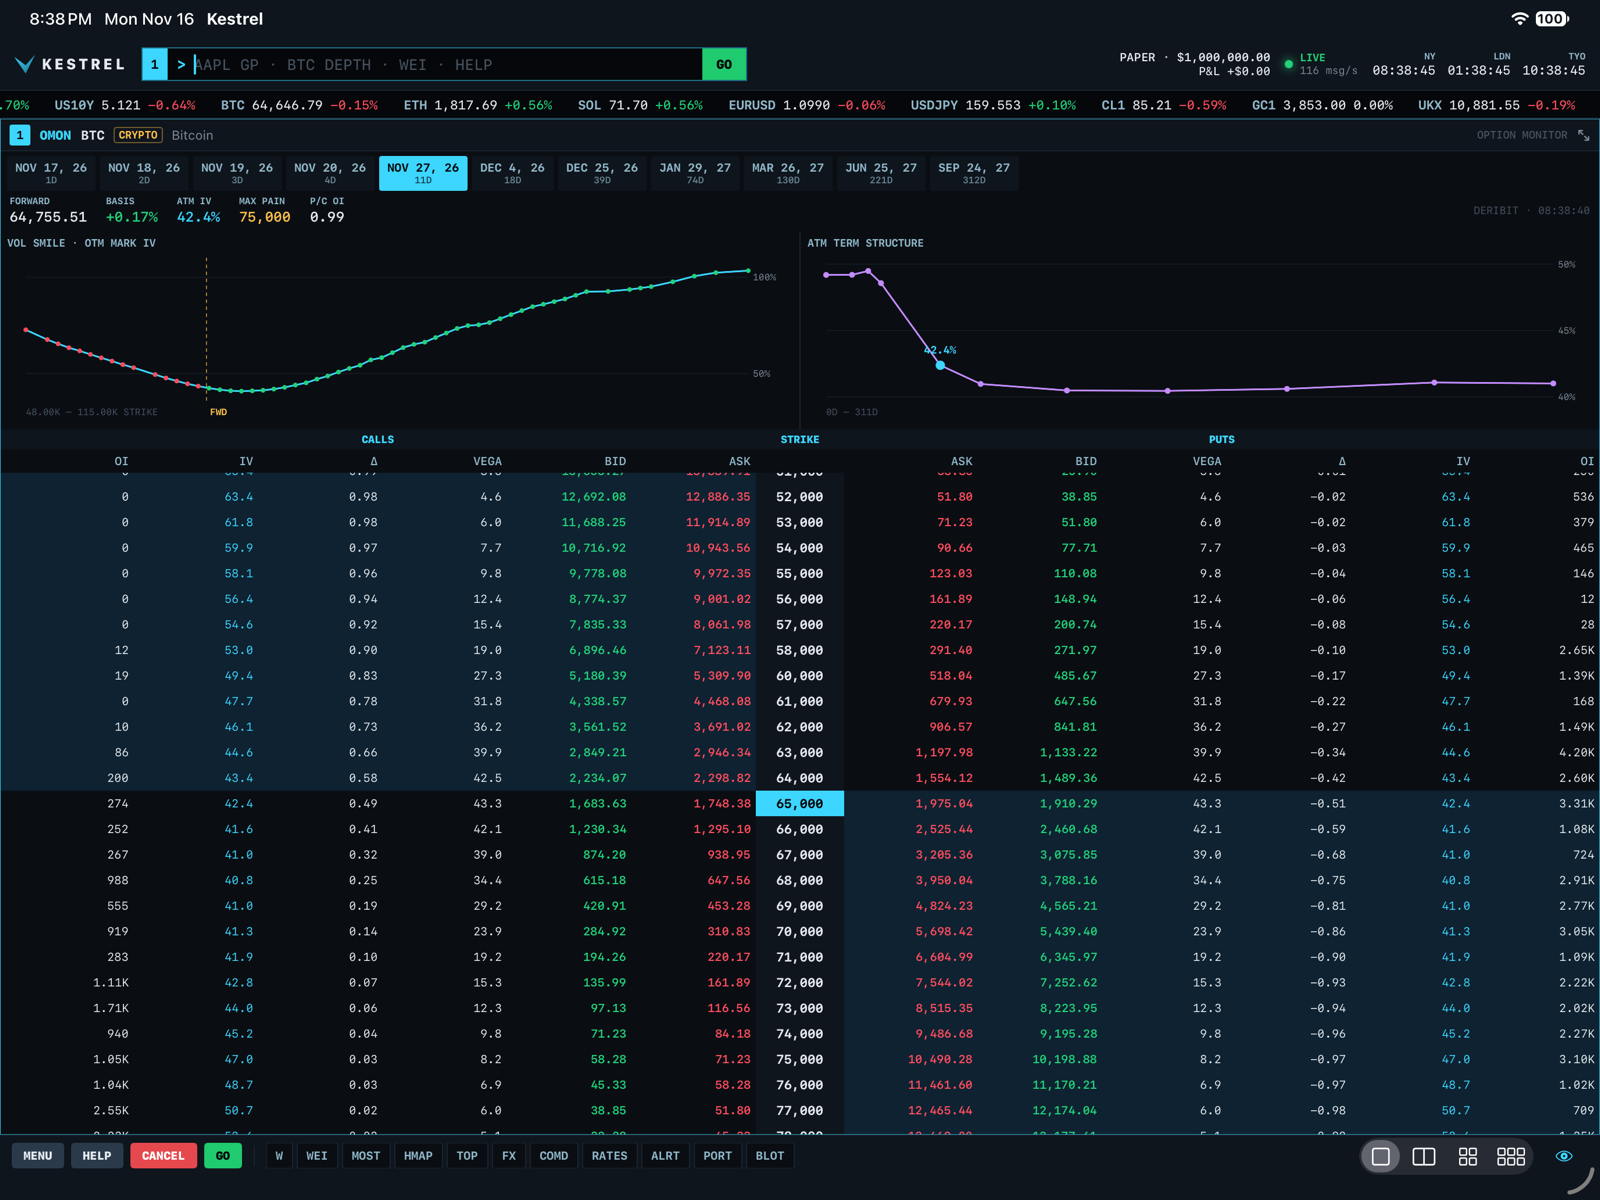 8:38 PM Mon Nov 16 Kestrel
100
KESTREL
1 > AAPL GP · BTC DEPTH · WEI · HELP GO
PAPER · $1,000,000.00
P&L +$0.00
LIVE
116 msg/s
NY
08:38:45
LDN
01:38:45
TYO
10:38:45
.70% US10Y 5.121 −0.64% BTC 64,646.79 −0.15% ETH 1,817.69 +0.56% SOL 71.70 +0.56% EURUSD 1.0990 −0.06% USDJPY 159.553 +0.10% CL1 85.21 −0.59% GC1 3,853.00 0.00% UKX 10,881.55 −0.19%
1 OMON BTC CRYPTO Bitcoin OPTION MONITOR
NOV 17, 26 NOV 18, 26 NOV 19, 26 NOV 20, 26 NOV 27, 26 DEC 4, 26 DEC 25, 26 JAN 29, 27 MAR 26, 27 JUN 25, 27 SEP 24, 27
1D 2D 3D 4D 11D 18D 39D 74D 130D 221D 312D
FORWARD BASIS ATM IV MAX PAIN P/C OI
64,755.51 +0.17% 42.4% 75,000 0.99
DERIBIT · 08:38:40
VOL SMILE · OTM MARK IV
100%
50%
48.00K — 115.00K STRIKE
FWD
ATM TERM STRUCTURE
50%
45%
42.4%
40%
0D — 311D
CALLS STRIKE PUTS
OI IV Δ VEGA BID ASK ASK BID VEGA Δ IV OI
0 63.4 0.98 4.6 12,692.08 12,886.35 52,000 51.80 38.85 4.6 −0.02 63.4 536
0 61.8 0.98 6.0 11,688.25 11,914.89 53,000 71.23 51.80 6.0 −0.02 61.8 379
0 59.9 0.97 7.7 10,716.92 10,943.56 54,000 90.66 77.71 7.7 −0.03 59.9 465
0 58.1 0.96 9.8 9,778.08 9,972.35 55,000 123.03 110.08 9.8 −0.04 58.1 146
0 56.4 0.94 12.4 8,774.37 9,001.02 56,000 161.89 148.94 12.4 −0.06 56.4 12
0 54.6 0.92 15.4 7,835.33 8,061.98 57,000 220.17 200.74 15.4 −0.08 54.6 28
12 53.0 0.90 19.0 6,896.46 7,123.11 58,000 291.40 271.97 19.0 −0.10 53.0 2.65K
19 49.4 0.83 27.3 5,180.39 5,309.90 60,000 518.04 485.67 27.3 −0.17 49.4 1.39K
0 47.7 0.78 31.8 4,338.57 4,468.08 61,000 679.93 647.56 31.8 −0.22 47.7 168
10 46.1 0.73 36.2 3,561.52 3,691.02 62,000 906.57 841.81 36.2 −0.27 46.1 1.49K
86 44.6 0.66 39.9 2,849.21 2,946.34 63,000 1,197.98 1,133.22 39.9 −0.34 44.6 4.20K
200 43.4 0.58 42.5 2,234.07 2,298.82 64,000 1,554.12 1,489.36 42.5 −0.42 43.4 2.60K
274 42.4 0.49 43.3 1,683.63 1,748.38 65,000 1,975.04 1,910.29 43.3 −0.51 42.4 3.31K
252 41.6 0.41 42.1 1,230.34 1,295.10 66,000 2,525.44 2,460.68 42.1 −0.59 41.6 1.08K
267 41.0 0.32 39.0 874.20 938.95 67,000 3,205.36 3,075.85 39.0 −0.68 41.0 724
988 40.8 0.25 34.4 615.18 647.56 68,000 3,950.04 3,788.16 34.4 −0.75 40.8 2.91K
555 41.0 0.19 29.2 420.91 453.28 69,000 4,824.23 4,565.21 29.2 −0.81 41.0 2.77K
919 41.3 0.14 23.9 284.92 310.83 70,000 5,698.42 5,439.40 23.9 −0.86 41.3 3.05K
283 41.9 0.10 19.2 194.26 220.17 71,000 6,604.99 6,345.97 19.2 −0.90 41.9 1.09K
1.11K 42.8 0.07 15.3 135.99 161.89 72,000 7,544.02 7,252.62 15.3 −0.93 42.8 2.22K
1.71K 44.0 0.06 12.3 97.13 116.56 73,000 8,515.35 8,223.95 12.3 −0.94 44.0 2.02K
940 45.2 0.04 9.8 71.23 84.18 74,000 9,486.68 9,195.28 9.8 −0.96 45.2 2.27K
1.05K 47.0 0.03 8.2 58.28 71.23 75,000 10,490.28 10,198.88 8.2 −0.97 47.0 3.10K
1.04K 48.7 0.03 6.9 45.33 58.28 76,000 11,461.60 11,170.21 6.9 −0.97 48.7 1.02K
2.55K 50.7 0.02 6.0 38.85 51.80 77,000 12,465.44 12,174.04 6.0 −0.98 50.7 709
MENU HELP CANCEL GO W WEI MOST HMAP TOP FX COMD RATES ALRT PORT BLOT